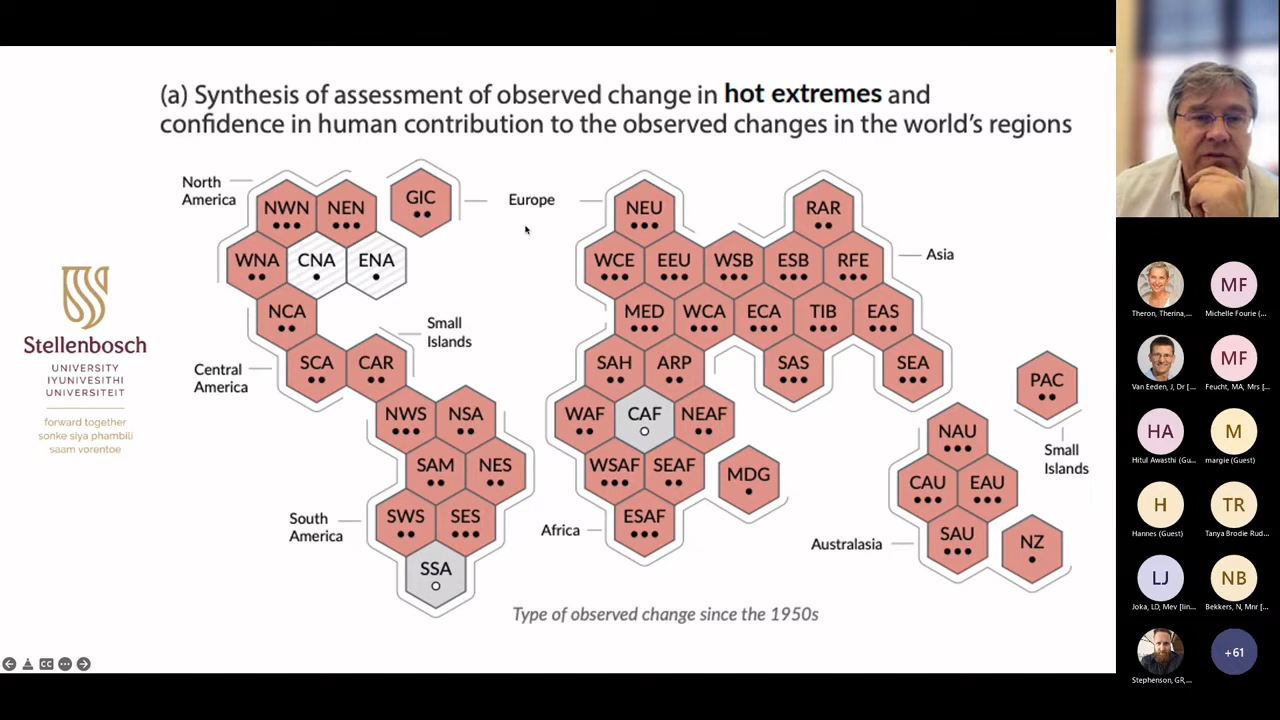 (a) Synthesis of assessment of observed change in hot extremes and
confidence in human contribution to the observed changes in the world's regions
North
America
NWN
NEN
GIC
Europe
NEU
RAR
WNA
CNA
ENA
WCE
EEU
WSB
ESB
RFE
Asia
NCA
MED
WCA
ECA
TIB
EAS
Small
Islands
Central
America
SCA
CAR
SAH
ARP
SAS
SEA
PAC
NWS
NSA
WAF
CAF
NEAF
NAU
Small
Islands
SAM
NES
WSAF
SEAF
MDG
CAU
EAU
South
America
SWS
SES
Africa
ESAF
Australasia
SAU
NZ
SSA
Type of observed change since the 1950s
Stellenbosch
UNIVERSITY
IYUNIVESITHI
UNIVERSITEIT
forward together
sonke siya phambili
saam vorentoe
CC
Theron, Therina,...
MF
Michelle Fourie (...
Van Eeden, J, Dr [...
MF
Feucht, MA, Mrs [...
HA
Hitul Awasthi (Gu...
M
margie (Guest)
H
Hannes (Guest)
TR
Tanya Brodie Rud...
LJ
Joka, LD, Mev [lin...
NB
Bekkers, N, Mnr [...
Stephenson, GR,...
+61